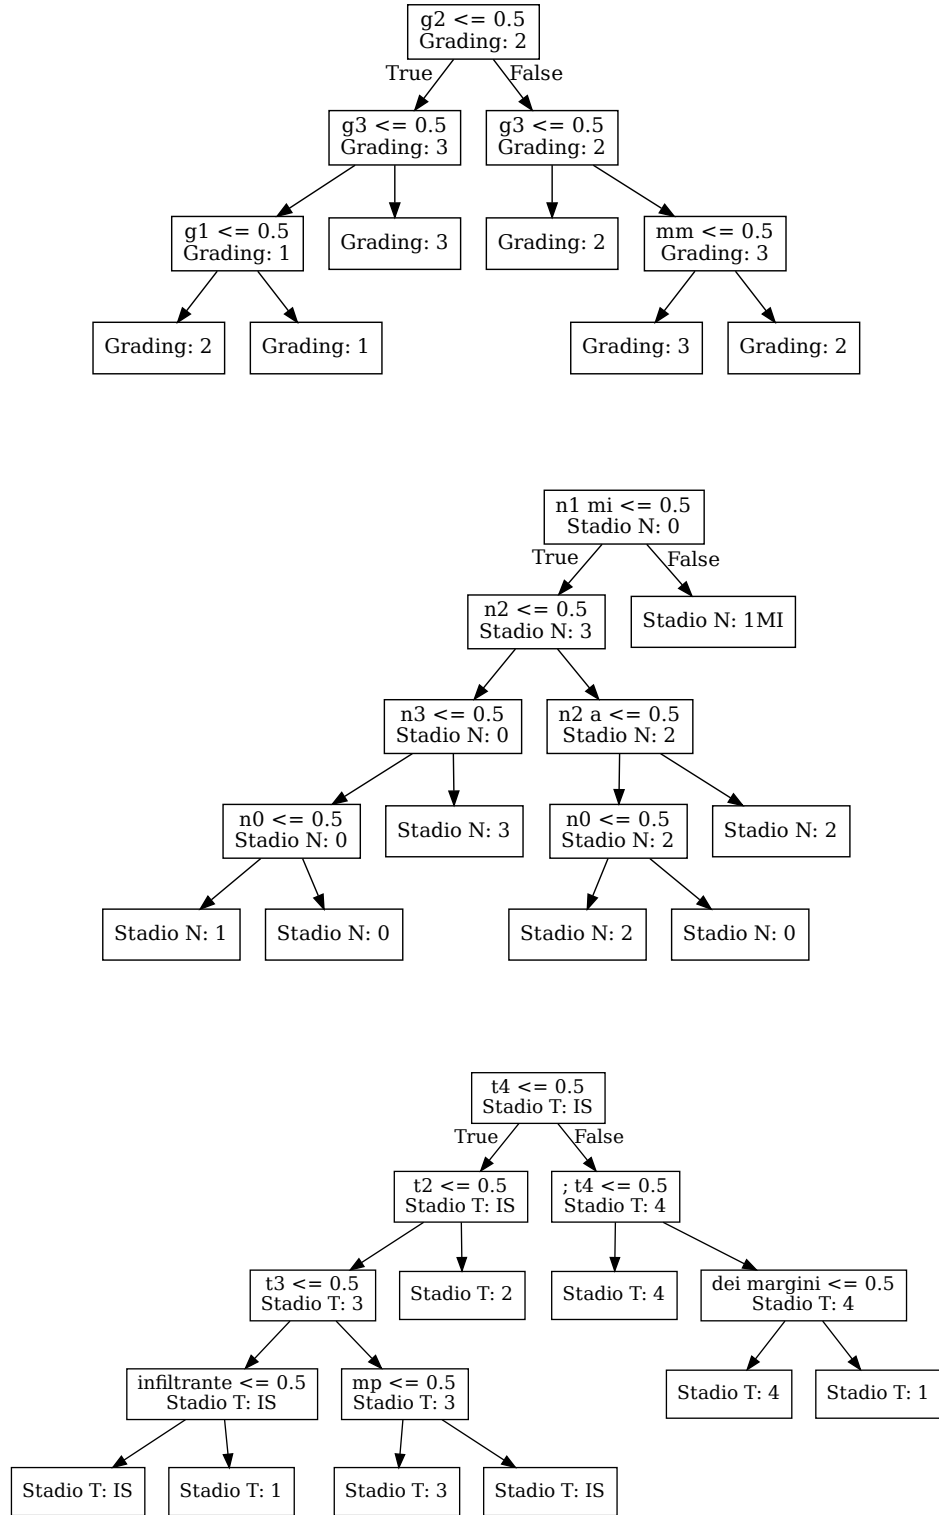 g2 <= 0.5
Grading: 2
True
False
g3 <= 0.5
Grading: 3
g3 <= 0.5
Grading: 2
g1 <= 0.5
Grading: 1
Grading: 3
Grading: 2
mm <= 0.5
Grading: 3
Grading: 2
Grading: 1
Grading: 3
Grading: 2
n1 mi <= 0.5
Stadio N: 0
True
False
n2 <= 0.5
Stadio N: 3
Stadio N: 1MI
n3 <= 0.5
Stadio N: 0
n2 a <= 0.5
Stadio N: 2
n0 <= 0.5
Stadio N: 0
Stadio N: 3
n0 <= 0.5
Stadio N: 2
Stadio N: 2
Stadio N: 1
Stadio N: 0
Stadio N: 2
Stadio N: 0
t4 <= 0.5
Stadio T: IS
True
False
t2 <= 0.5
Stadio T: IS
; t4 <= 0.5
Stadio T: 4
t3 <= 0.5
Stadio T: 3
Stadio T: 2
Stadio T: 4
dei margini <= 0.5
Stadio T: 4
infiltrante <= 0.5
Stadio T: IS
mp <= 0.5
Stadio T: 3
Stadio T: 4
Stadio T: 1
Stadio T: IS
Stadio T: 1
Stadio T: 3
Stadio T: IS